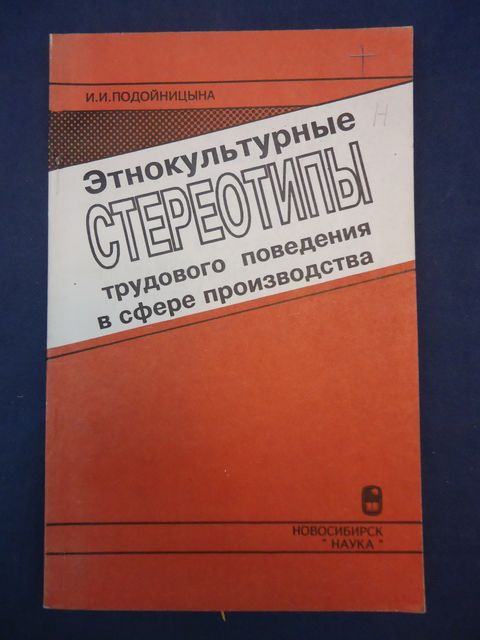 И.И.ПОДОЙНИЦЫНА
Этнокультурные
СТЕРЕОТИПЫ
трудового поведения
в сфере производства
Н
НОВОСИБИРСК
" НАУКА "